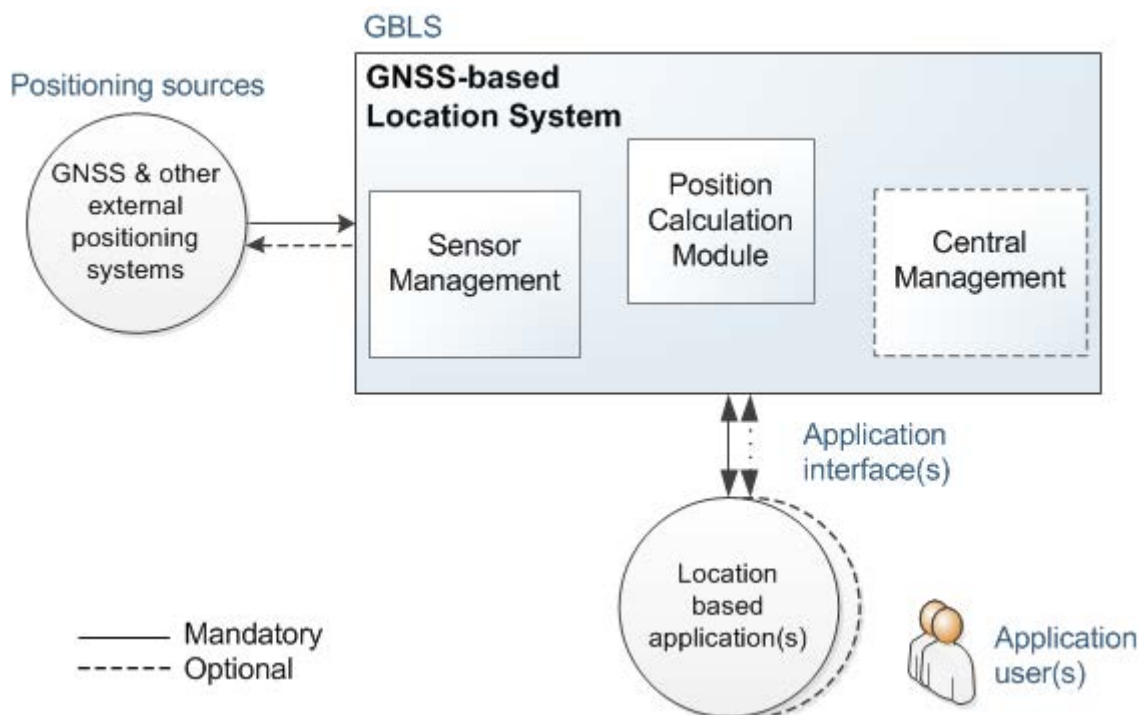 GBLS
Positioning sources
GNSS-based
Location System
GNSS & other
external
positioning
systems
Sensor
Management
Position
Calculation
Module
Central
Management
Application
interface(s)
Location
based
application(s)
Mandatory
Optional
Application
user(s)